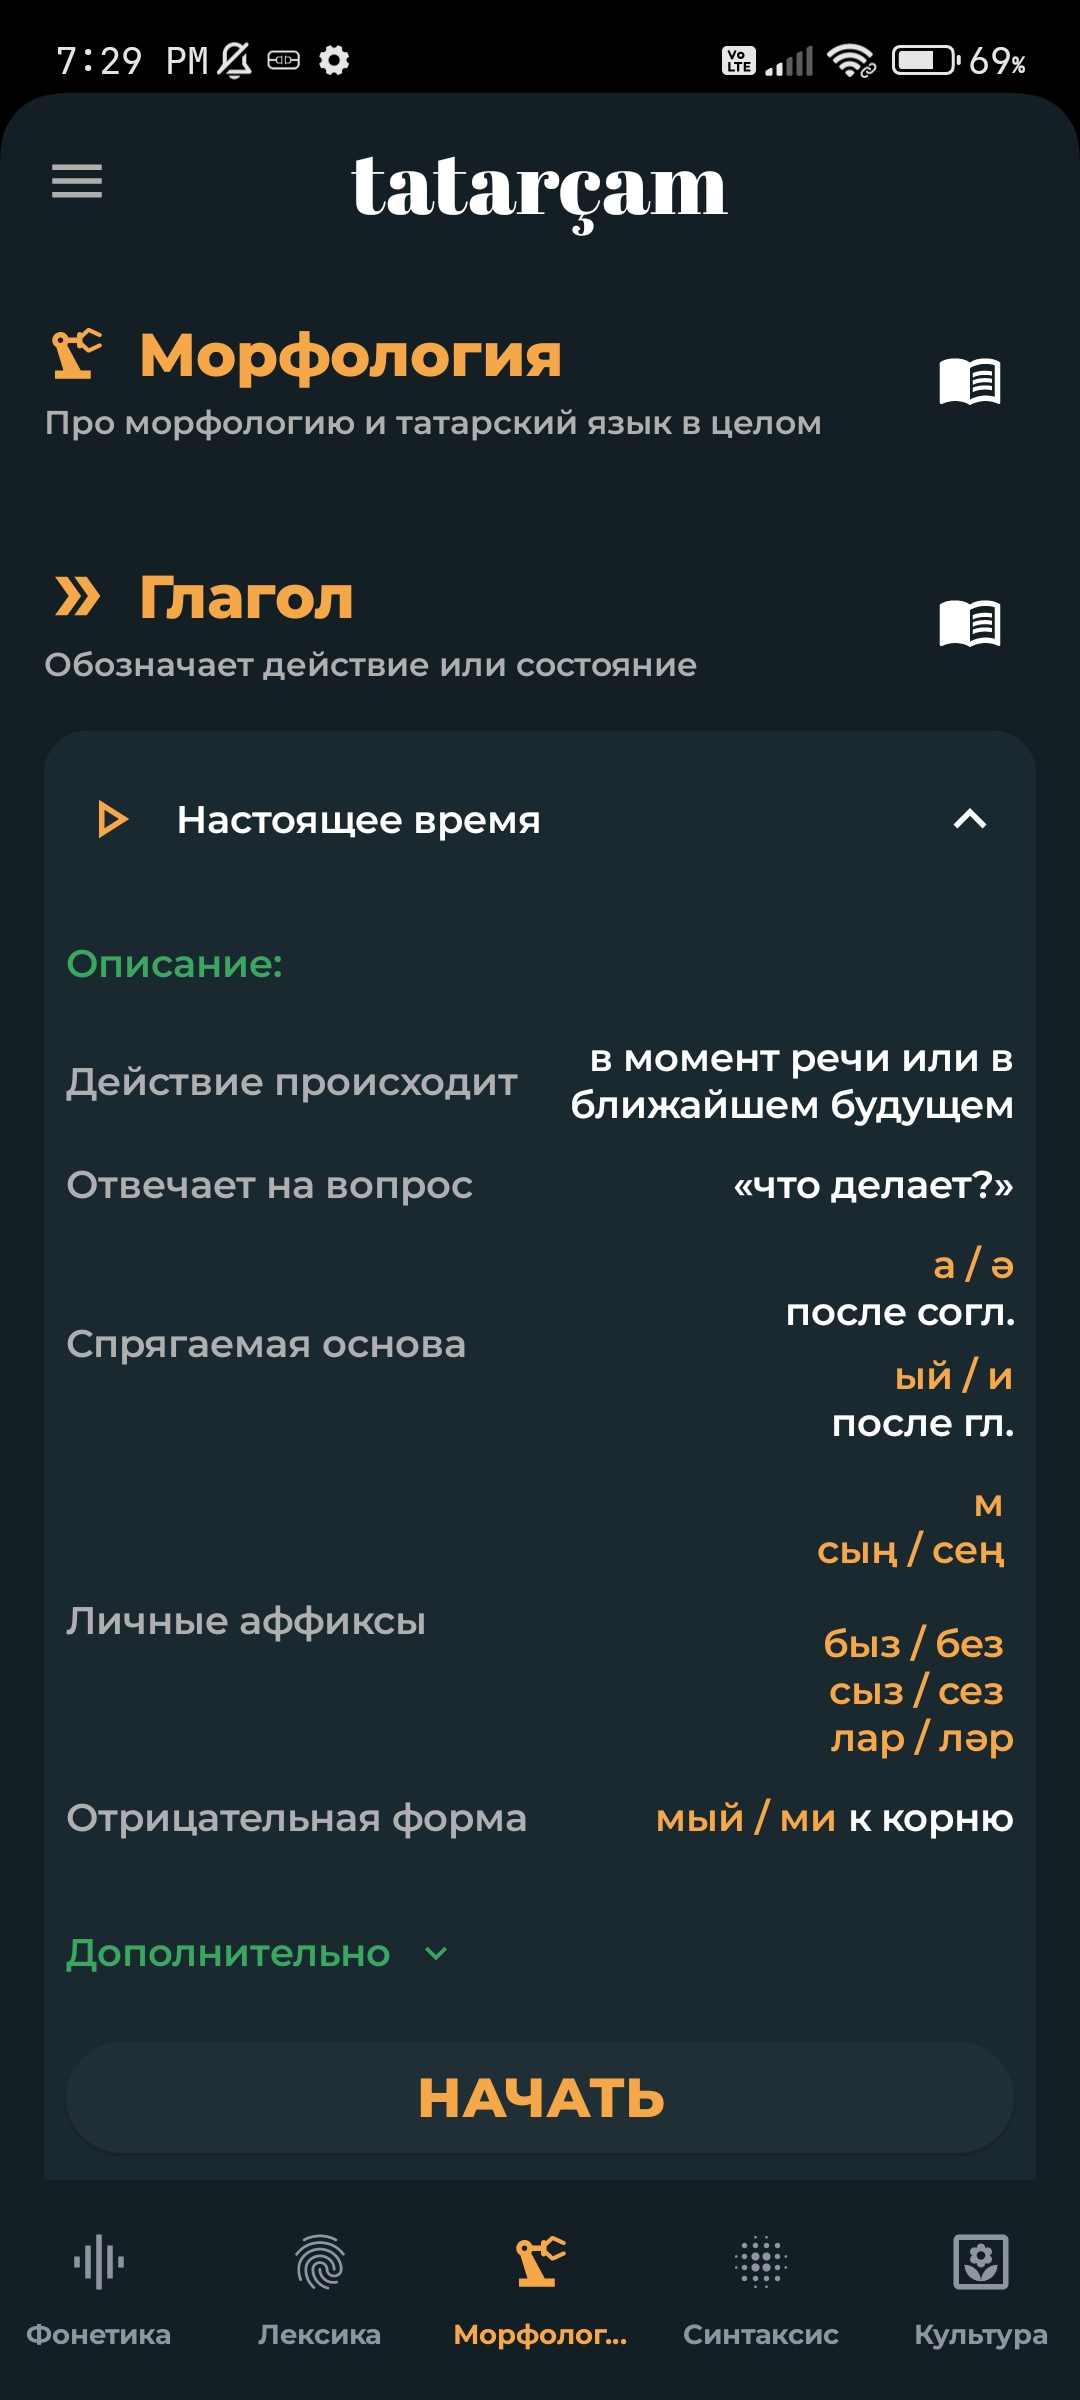 7:29 PM
Vo LTE
69%
tatarçam
Морфология
Про морфологию и татарский язык в целом
Глагол
Обозначает действие или состояние
Настоящее время
Описание:
Действие происходит
в момент речи или в
ближайшем будущем
Отвечает на вопрос
«что делает?»
Спрягаемая основа
а / ә
после согл.
ый / и
после гл.
Личные аффиксы
м
сың / сең
быз / без
сыз / сез
лар / ләр
Отрицательная форма
мый / ми к корню
Дополнительно
НАЧАТЬ
Фонетика
Лексика
Морфолог...
Синтаксис
Культура